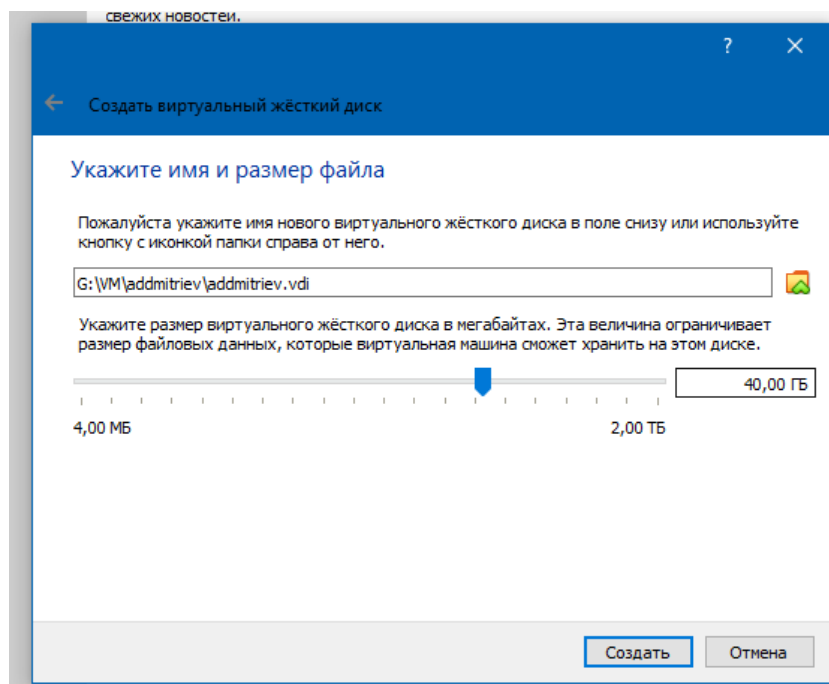 свежих новостей.
?
Создать виртуальный жёсткий диск
Укажите имя и размер файла
Пожалуйста укажите имя нового виртуального жёсткого диска в поле снизу или используйте
кнопку с иконкой папки справа от него.
G:\VM\addmitriev\addmitriev.vdi
Укажите размер виртуального жёсткого диска в мегабайтах. Эта величина ограничивает
размер файловых данных, которые виртуальная машина сможет хранить на этом диске.
40,00 ГБ
4,00 МБ 2,00 ТБ
Создать Отмена